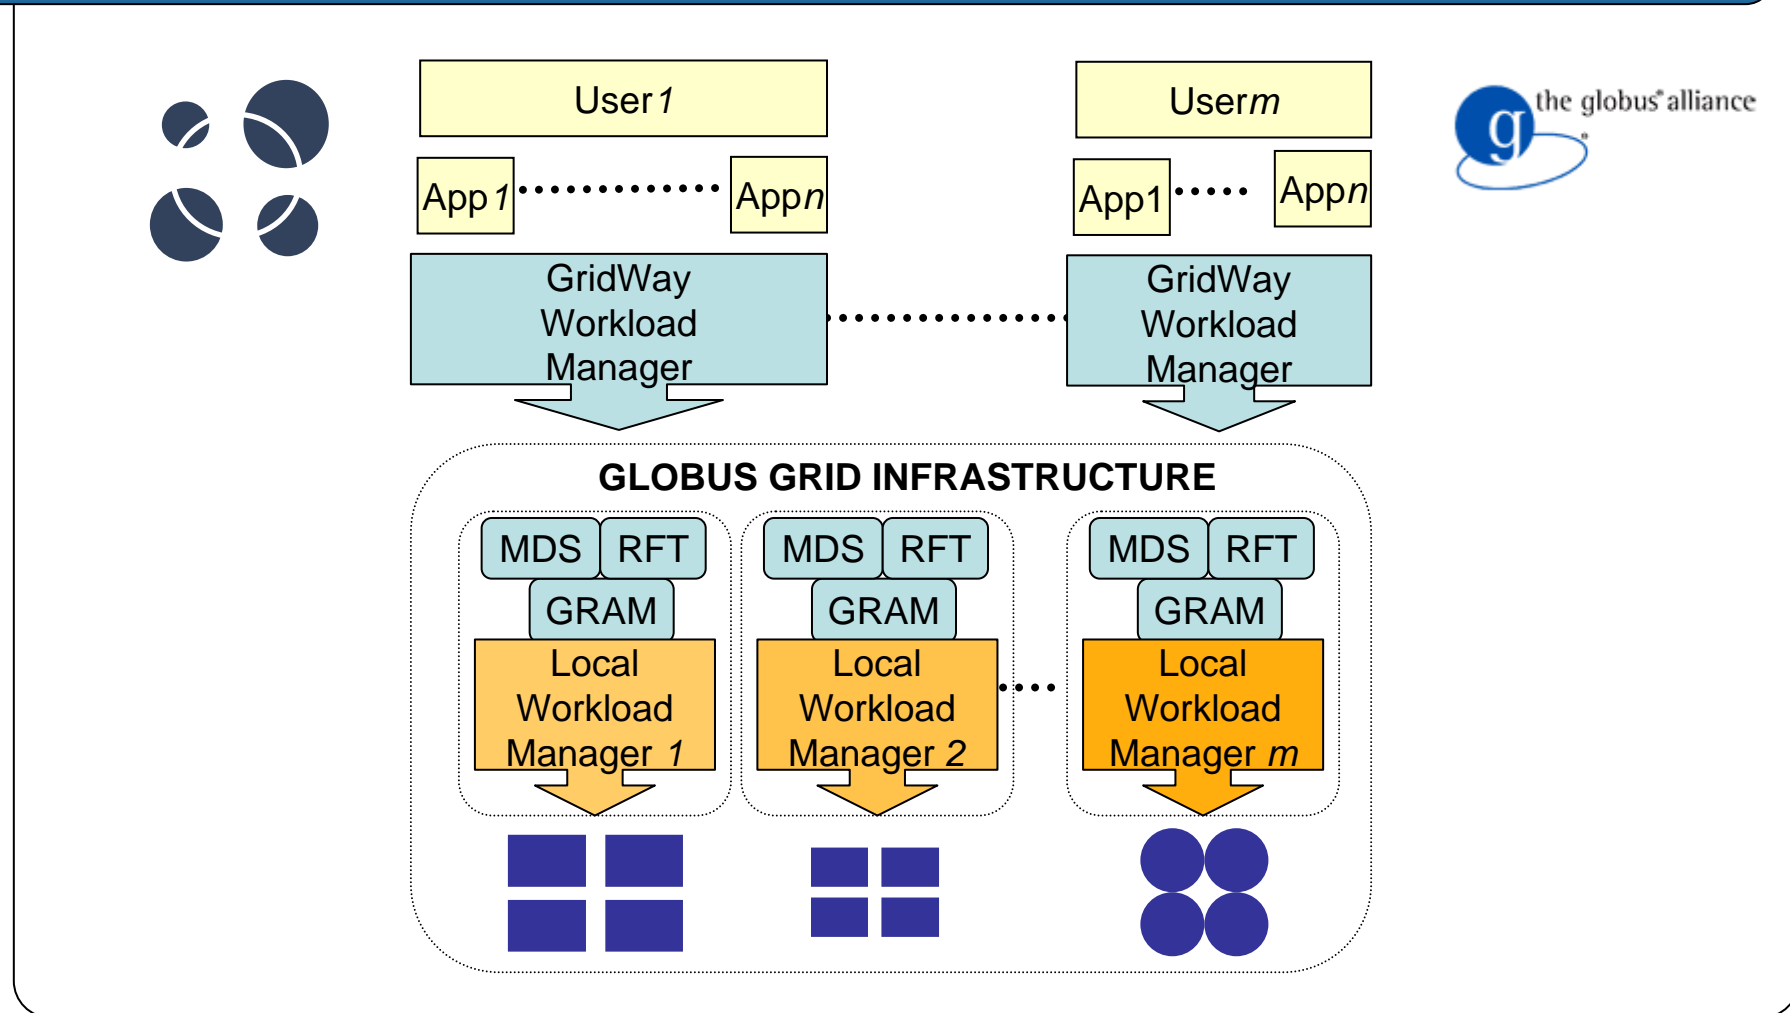 User1
Userm
the globus® alliance
App1
Appn
App1
Appn
GridWay
Workload
Manager
GridWay
Workload
Manager
GLOBUS GRID INFRASTRUCTURE
MDS RFT
GRAM
Local
Workload
Manager 1
MDS RFT
GRAM
Local
Workload
Manager 2
MDS RFT
GRAM
Local
Workload
Manager m